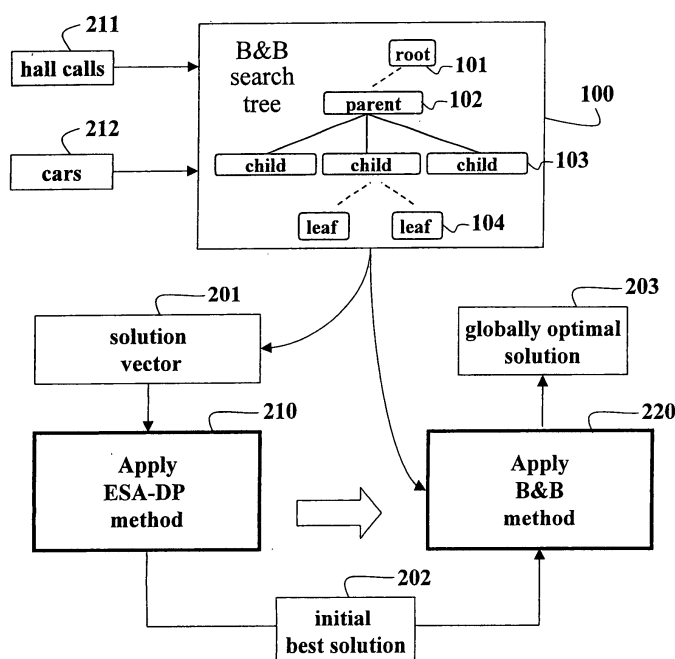 211
hall calls
212
cars
B&B
search
tree
root
101
parent
102
100
child
child
child
103
leaf
leaf
104
201
solution
vector
203
globally optimal
solution
210
Apply
ESA-DP
method
220
Apply
B&B
method
202
initial
best solution